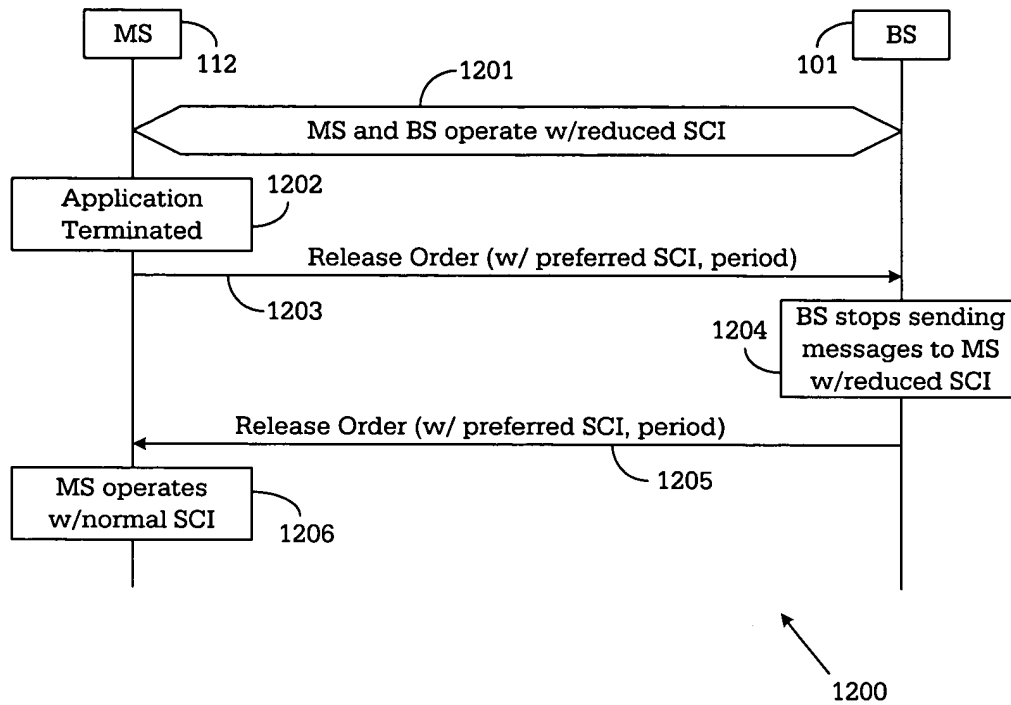 MS
BS
112
101
1201
MS and BS operate w/reduced SCI
1202
Application
Terminated
Release Order (w/ preferred SCI, period)
1203
1204
BS stops sending
messages to MS
w/reduced SCI
Release Order (w/ preferred SCI, period)
1205
MS operates
w/normal SCI
1206
1200